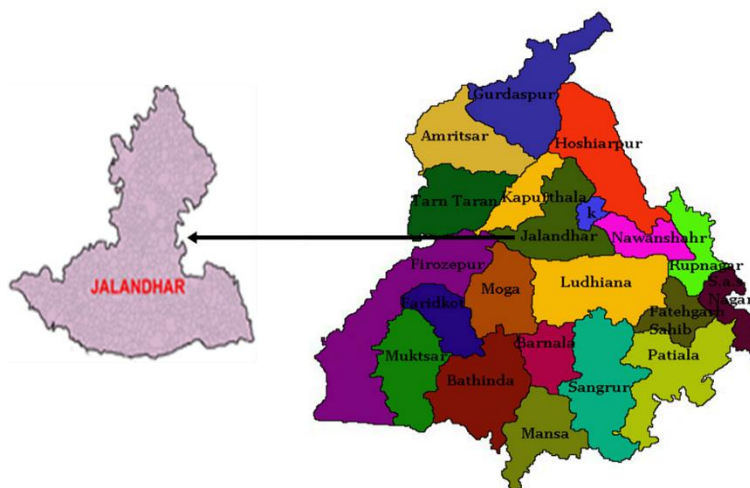 Gurdaspur
Amritsar
Hoshiarpur
Tarn Taran
Kapurthala
k
Jalandhar
Nawanshahr
Firozepur
Rupnagar
JALANDHAR
Moga
Ludhiana
S.a.s
Nagar
Faridkot
Fatehgarh
Sahib
Muktsar
Barnala
Patiala
Bathinda
Sangrur
Mansa